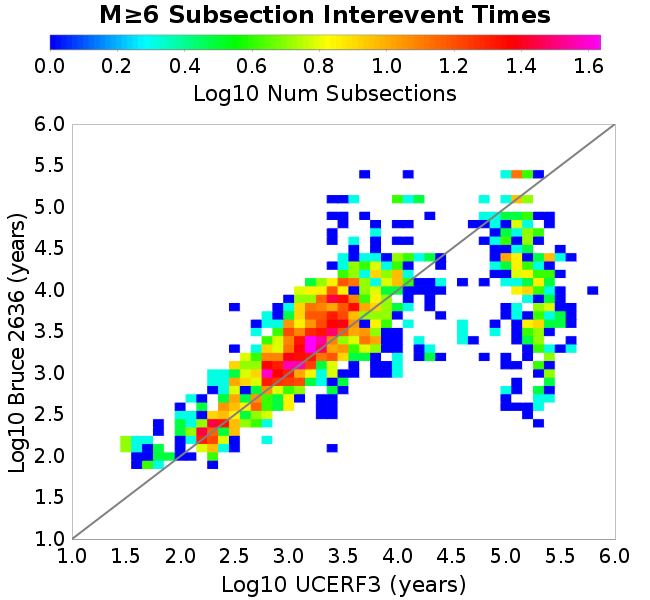 M≥6 Subsection Interevent Times
0.0 0.2 0.4 0.6 0.8 1.0 1.2 1.4 1.6
Log10 Num Subsections
6.0
5.5
5.0
4.5
4.0
3.5
3.0
2.5
2.0
1.5
1.0
Log10 Bruce 2636 (years)
1.0 1.5 2.0 2.5 3.0 3.5 4.0 4.5 5.0 5.5 6.0
Log10 UCERF3 (years)